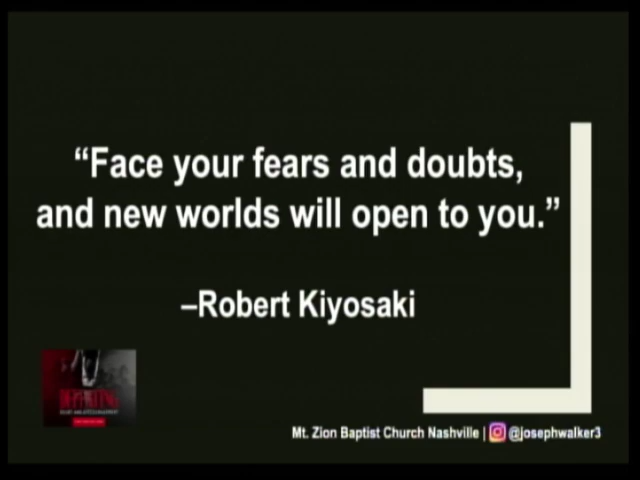 “Face your fears and doubts,
and new worlds will open to you.”
–Robert Kiyosaki
Mt. Zion Baptist Church Nashville | @josephwalker3